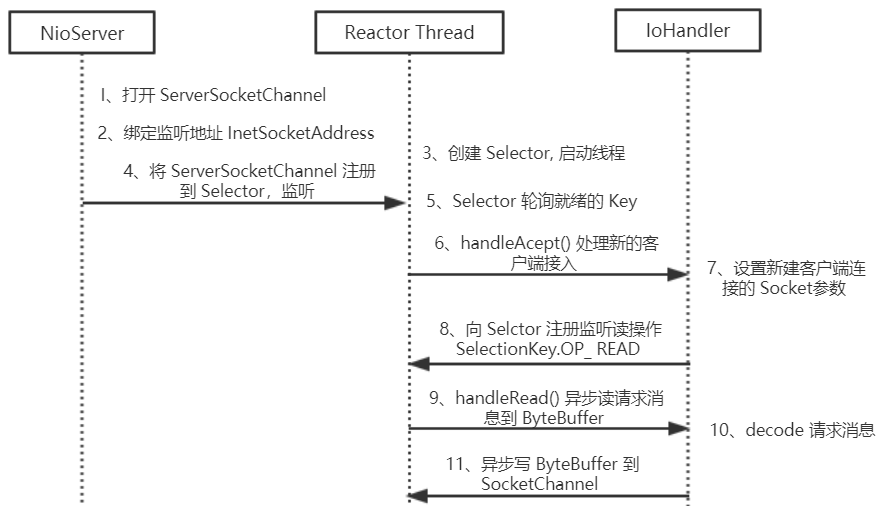 NioServer
Reactor Thread
IoHandler
1、打开 ServerSocketChannel
2、绑定监听地址 InetSocketAddress
3、创建 Selector, 启动线程
4、将 ServerSocketChannel 注册
到 Selector，监听
5、Selector 轮询就绪的 Key
6、handleAcept() 处理新的客
户端接入
7、设置新建客户端连
接的 Socket参数
8、向 Selctor 注册监听读操作
SelectionKey.OP_ READ
9、handleRead() 异步读请求消
息到 ByteBuffer
10、decode 请求消息
11、异步写 ByteBuffer 到
SocketChannel